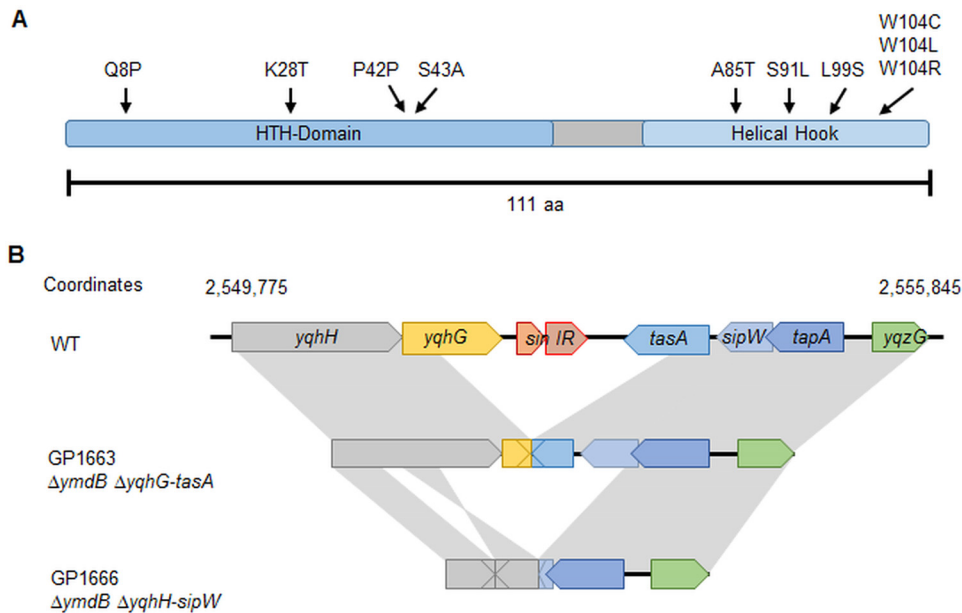 A
Q8P K28T P42P S43A A85T S91L L99S W104C
W104L
W104R
HTH-Domain Helical Hook
111 aa
B
Coordinates 2,549,775 2,555,845
WT yqhH yqhG sin IR tasA sipW tapA yqzG
GP1663
ΔymdB ΔyqhG-tasA
GP1666
ΔymdB ΔyqhH-sipW